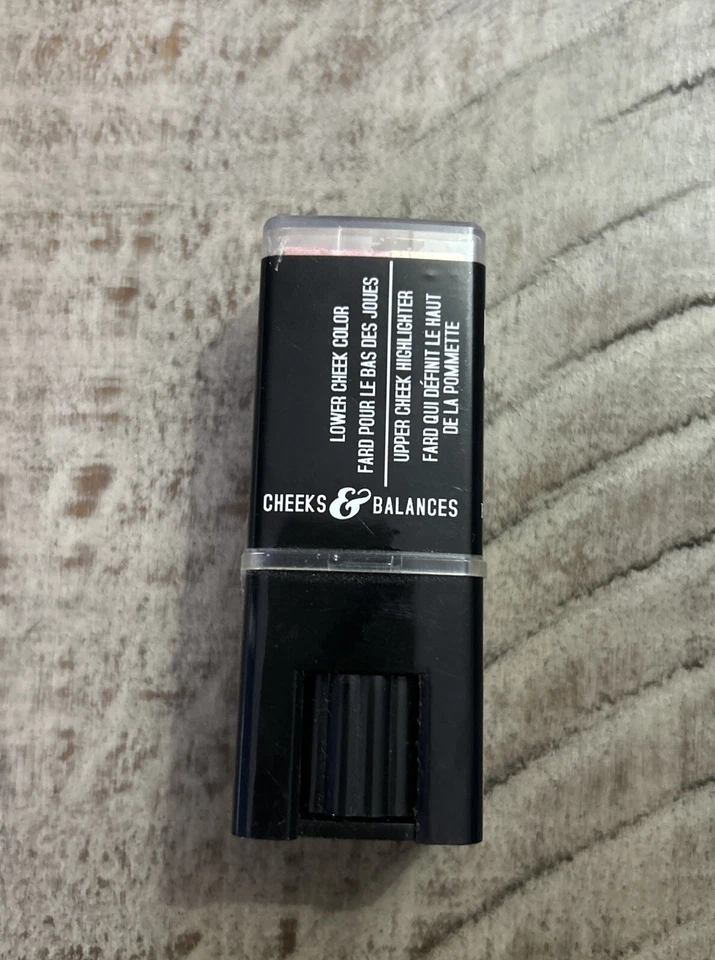 LOWER CHEEK COLOR
FARD POUR LE BAS DES JOUES
UPPER CHEEK HIGHLIGHTER
FARD QUI DÉFINIT LE HAUT
DE LA POMMETTE
CHEEKS & BALANCES